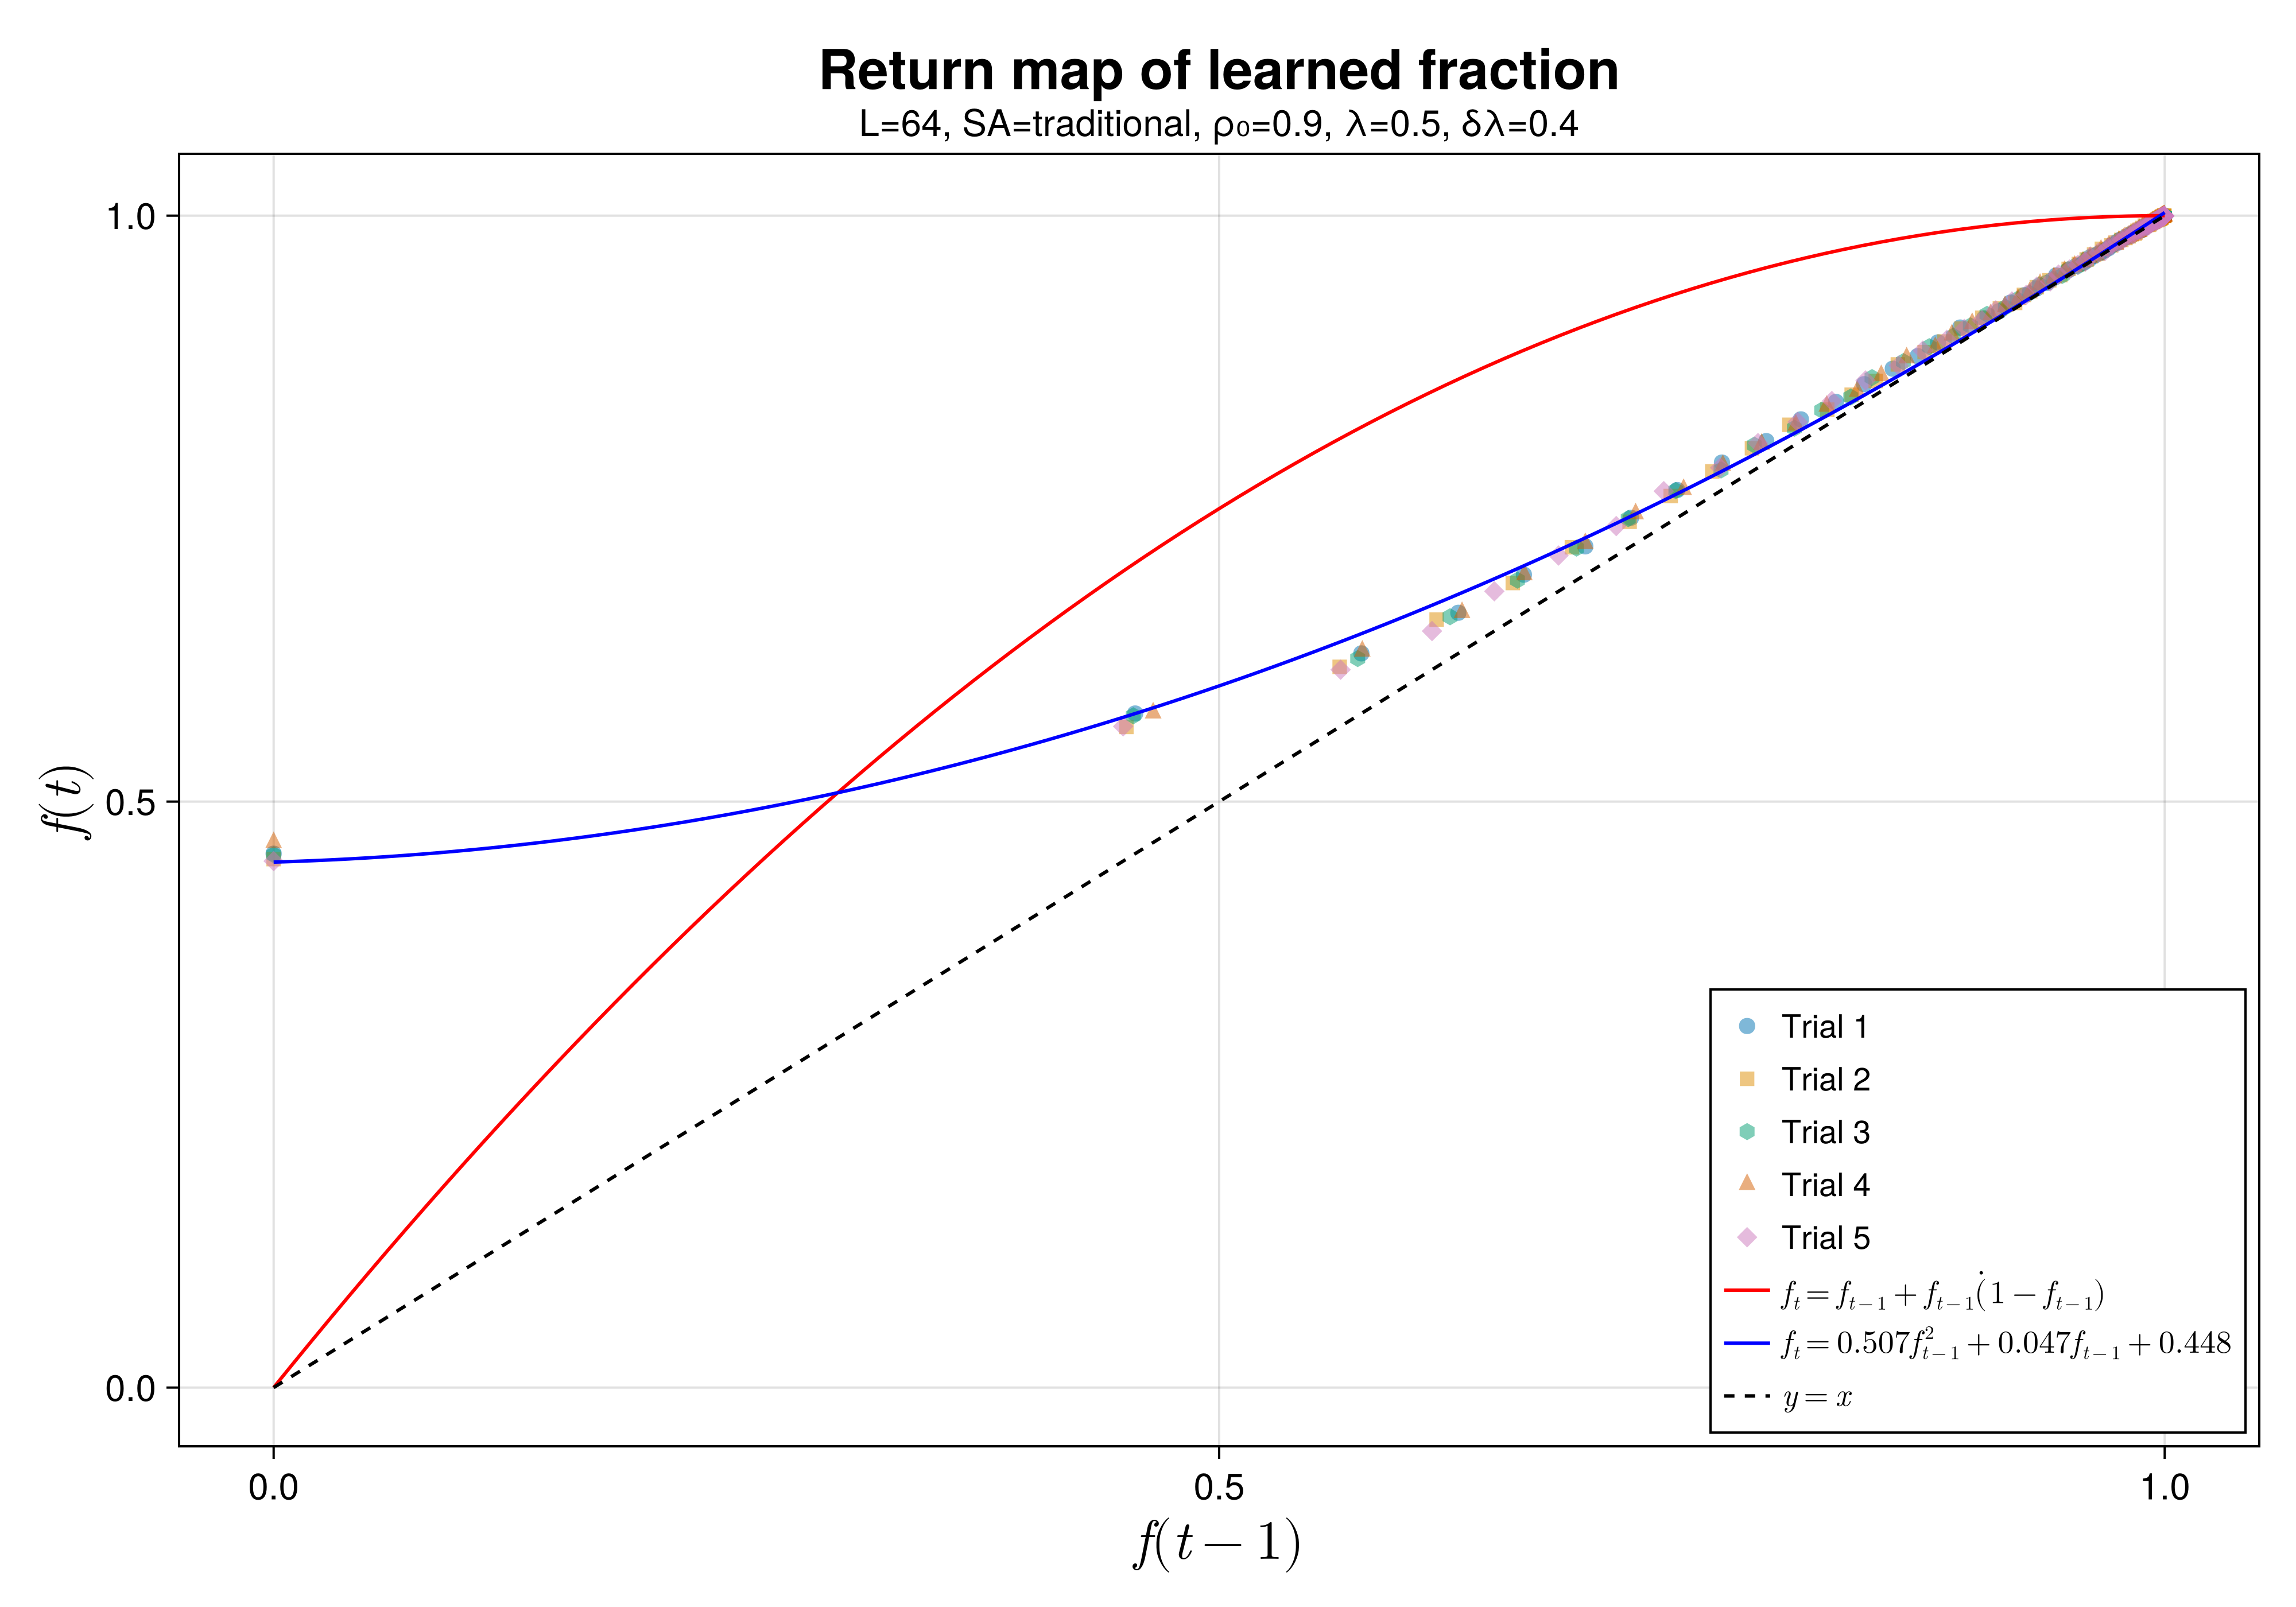 Return map of learned fraction
L=64, SA=traditional, ρ₀=0.9, λ=0.5, δλ=0.4
f(t)
1.0
0.5
0.0
0.0
0.5
1.0
f(t − 1)
Trial 1
Trial 2
Trial 3
Trial 4
Trial 5
f_t = f_{t−1} + f_{t−1}\dot{(}1 − f_{t−1})
f_t = 0.507f²_{t−1} + 0.047f_{t−1} + 0.448
y = x